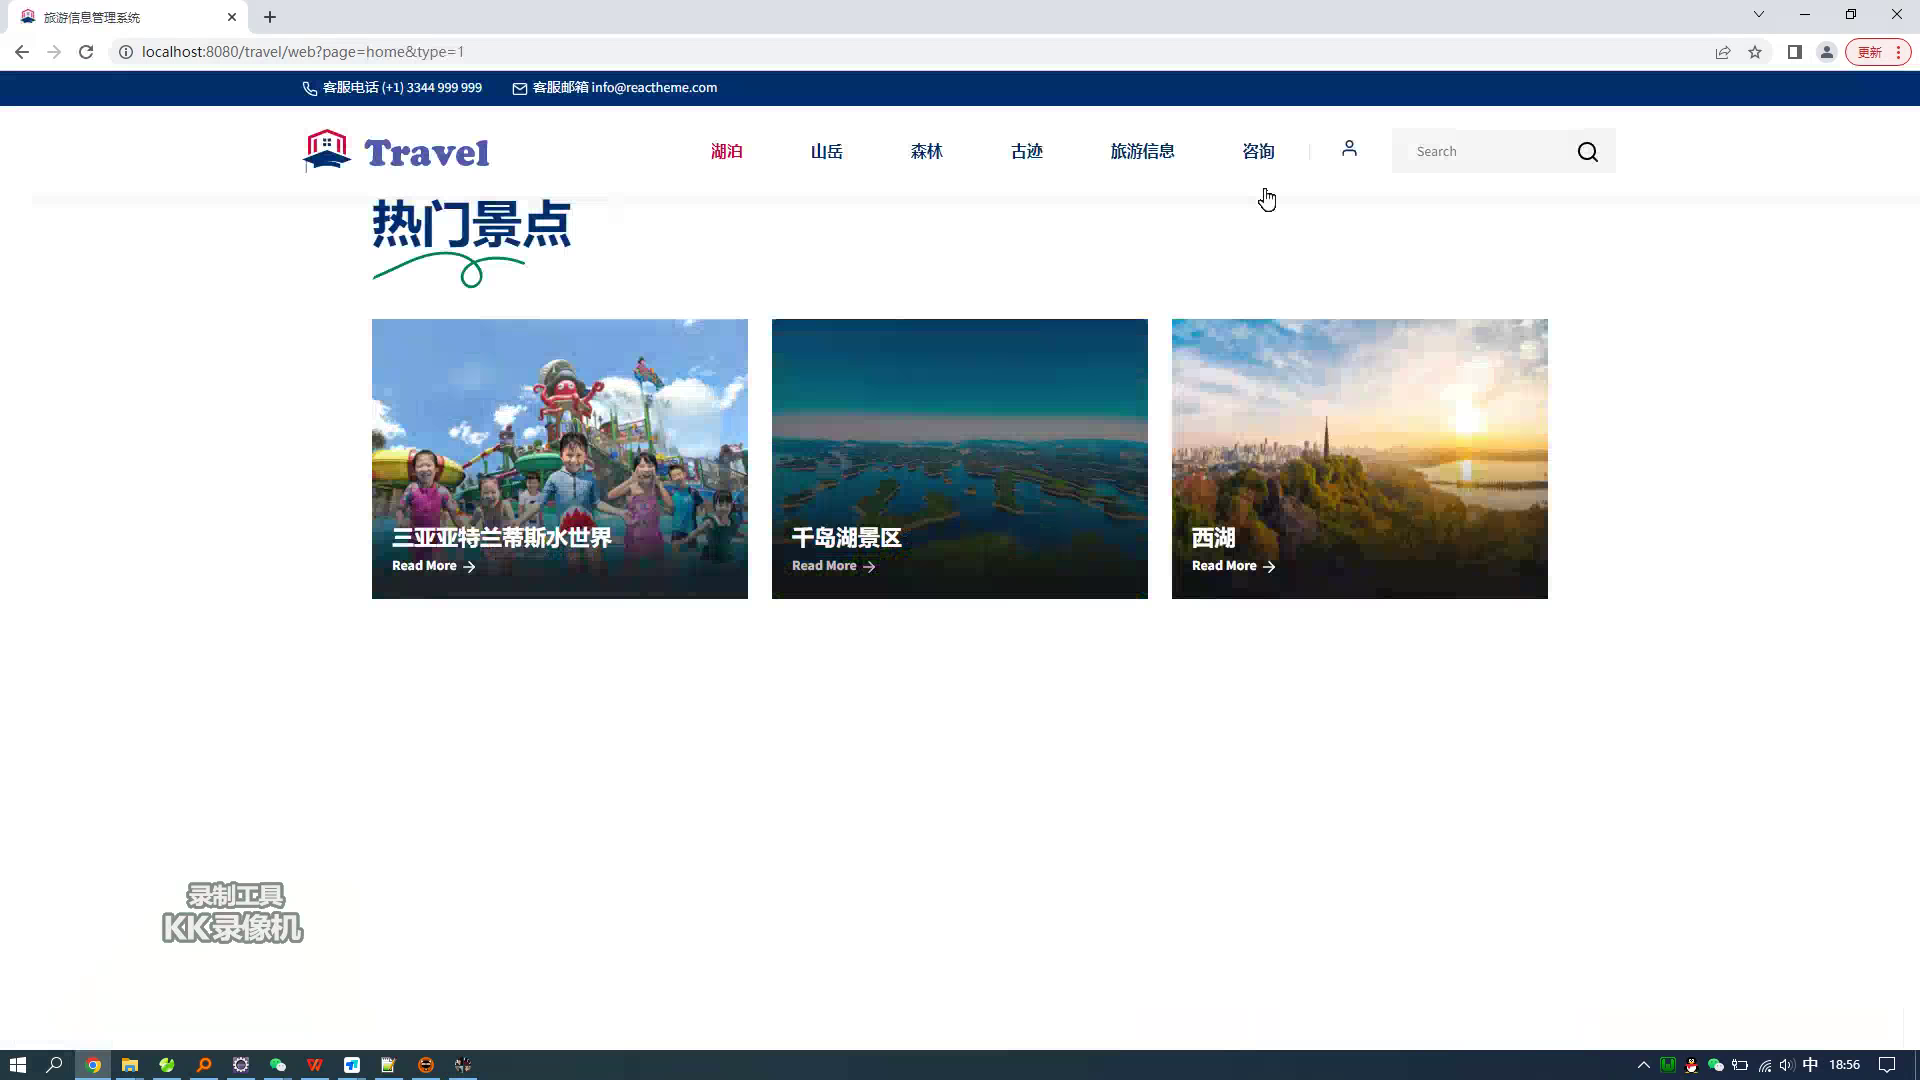 旅游信息管理系统
localhost:8080/travel/web?page=home&type=1
更新
客服电话 (+1) 3344 999 999 客服邮箱 info@reactheme.com
Travel 湖泊 山岳 森林 古迹 旅游信息 咨询 Search
热门景点
三亚亚特兰蒂斯水世界
Read More
千岛湖景区
Read More
西湖
Read More
录制工具
KK录像机
中 18:56